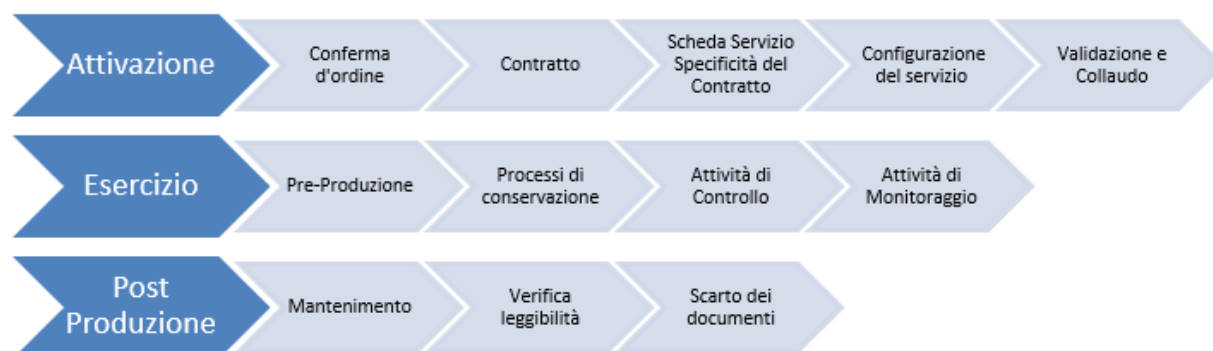 Attivazione
Conferma
d'ordine
Contratto
Scheda Servizio
Specificità del
Contratto
Configurazione
del servizio
Validazione e
Collaudo
Esercizio
Pre-Produzione
Processi di
conservazione
Attività di
Controllo
Attività di
Monitoraggio
Post
Produzione
Mantenimento
Verifica
leggibilità
Scarto dei
documenti